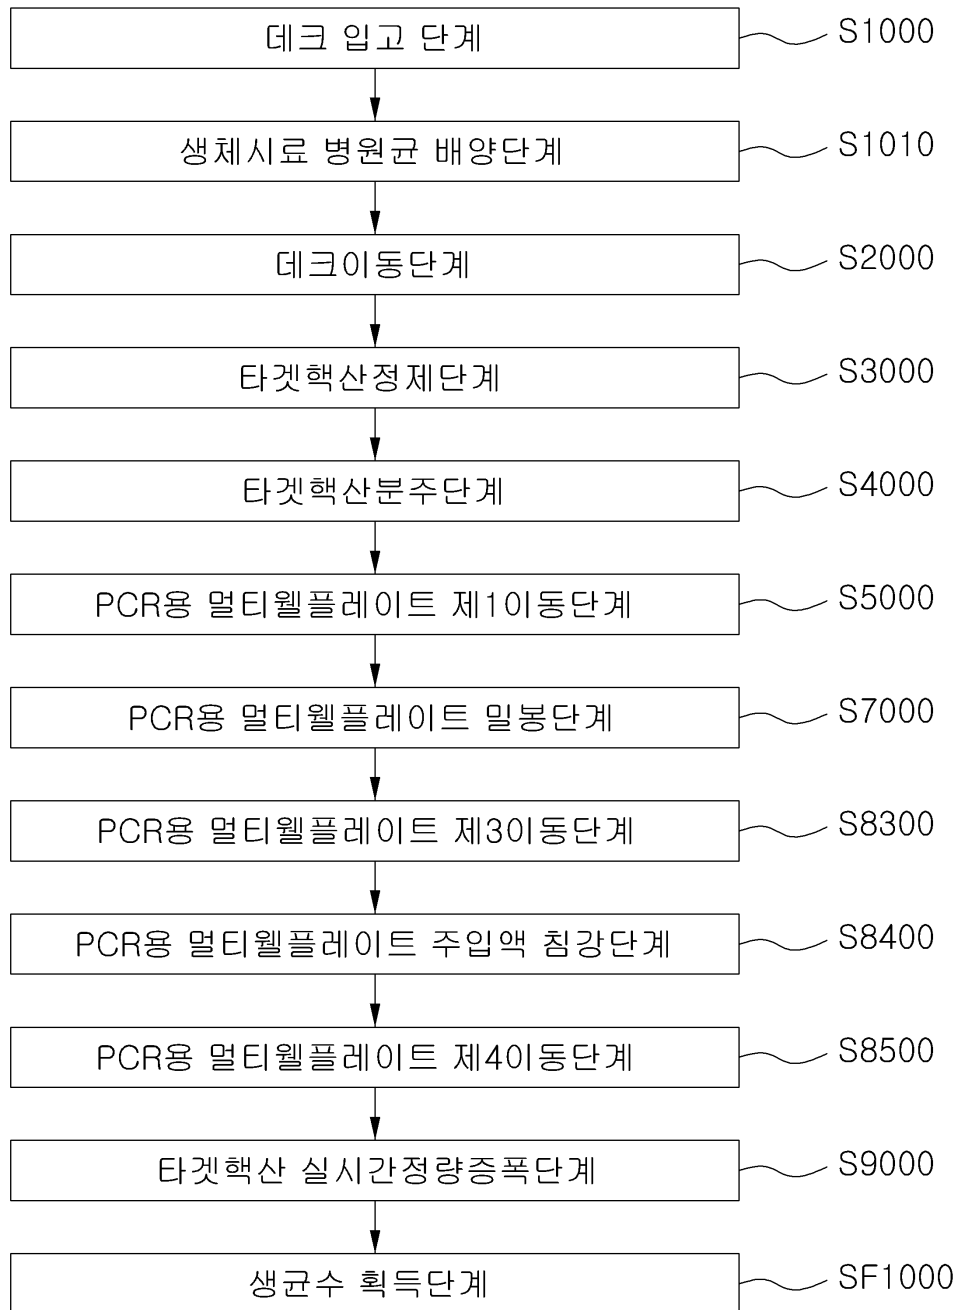 데크 입고 단계 S1000
생체시료 병원균 배양단계 S1010
데크이동단계 S2000
타겟핵산정제단계 S3000
타겟핵산분주단계 S4000
PCR용 멀티웰플레이트 제1이동단계 S5000
PCR용 멀티웰플레이트 밀봉단계 S7000
PCR용 멀티웰플레이트 제3이동단계 S8300
PCR용 멀티웰플레이트 주입액 침강단계 S8400
PCR용 멀티웰플레이트 제4이동단계 S8500
타겟핵산 실시간정량증폭단계 S9000
생균수 획득단계 SF1000